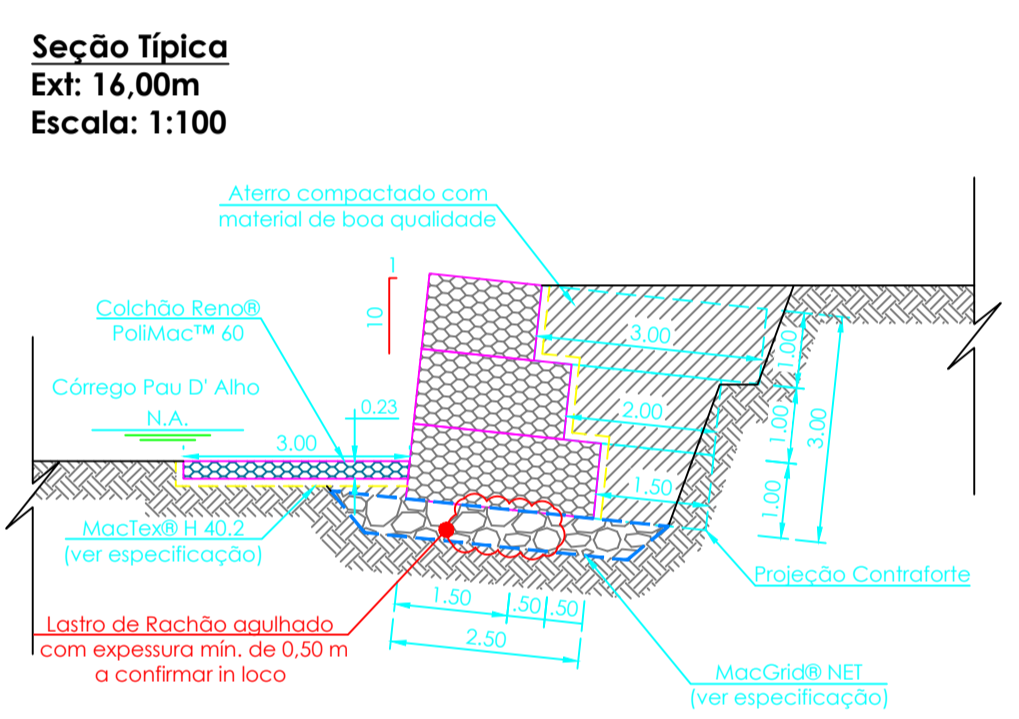 Seção Típica
Ext: 16,00m
Escala: 1:100
Aterro compactado com
material de boa qualidade
1
10
Colchão Reno®
PoliMac™ 60
Córrego Pau D' Alho
N.A.
0.23
3.00
3.00
2.00
1.50
1.00
1.00
1.00
3.00
MacTex® H 40.2
(ver especificação)
Projeção Contraforte
1.50
.50
.50
2.50
Lastro de Rachão agulhado
com expessura mín. de 0,50 m
a confirmar in loco
MacGrid® NET
(ver especificação)